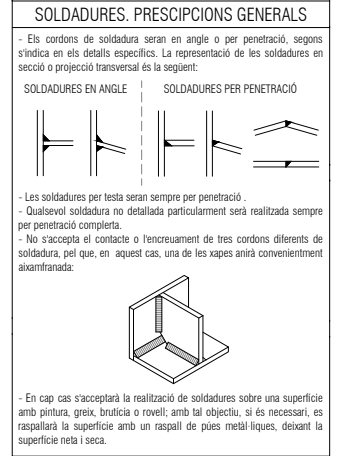 SOLDADURES. PRESCIPCIONS GENERALS
- Els cordons de soldadura seran en angle o per penetració, segons
s'indica en els detalls específics. La representació de les soldadures en
secció o projecció transversal és la següent:
SOLDADURES EN ANGLE
SOLDADURES PER PENETRACIÓ
- Les soldadures per testa seran sempre per penetració .
- Qualsevol soldadura no detallada particularment serà realitzada sempre
per penetració complerta.
- No s'accepta el contacte o l'encreuament de tres cordons diferents de
soldadura, pel que, en aquest cas, una de les xapes anirà convenientment
aixamfranada:
- En cap cas s'acceptarà la realització de soldadures sobre una superfície
amb pintura, greix, brutícia o rovell; amb tal objectiu, si és necessari, es
raspallarà la superfície amb un raspall de púes metàl·liques, deixant la
superfície neta i seca.